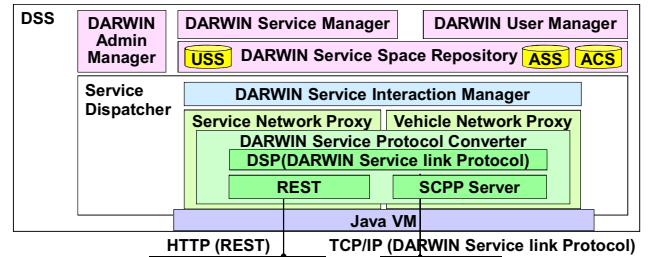 DSS
DARWIN
Admin
Manager
DARWIN Service Manager
DARWIN User Manager
USS
DARWIN Service Space Repository
ASS
ACS
Service
Dispatcher
DARWIN Service Interaction Manager
Service Network Proxy
Vehicle Network Proxy
DARWIN Service Protocol Converter
DSP(DARWIN Service link Protocol)
REST
SCPP Server
Java VM
HTTP (REST)
TCP/IP (DARWIN Service link Protocol)